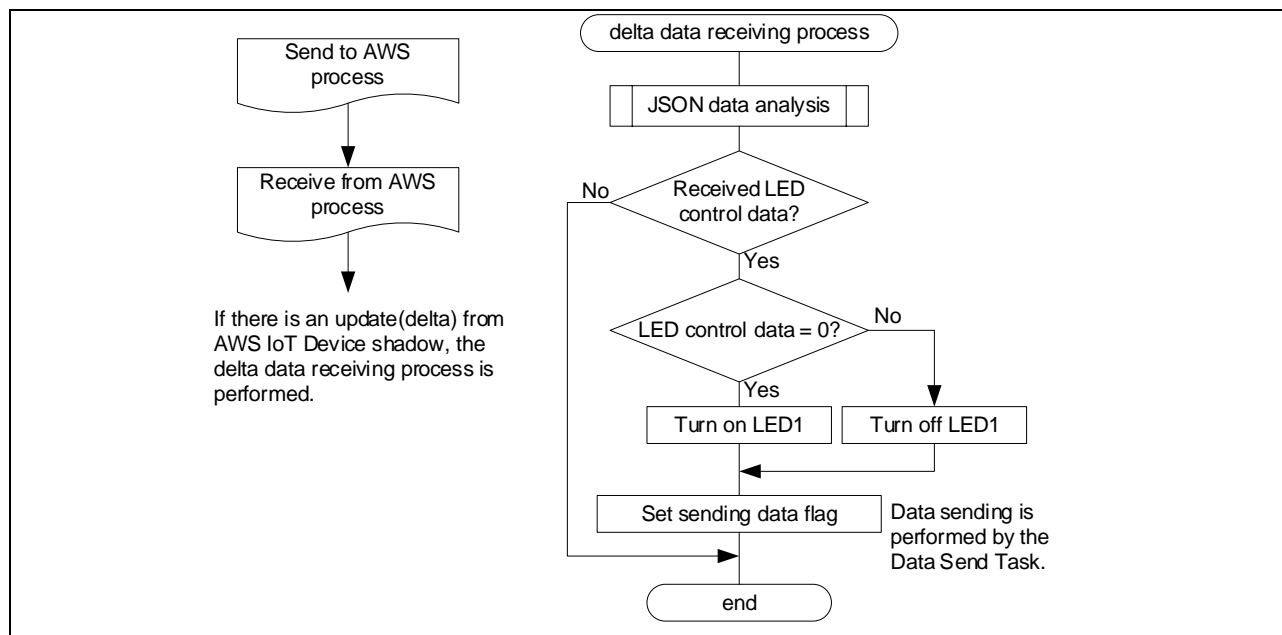 Send to AWS
process
Receive from AWS
process
If there is an update(delta) from
AWS IoT Device shadow, the
delta data receiving process is
performed.
delta data receiving process
JSON data analysis
No
Received LED
control data?
Yes
LED control data = 0?
No
Yes
Turn on LED1
Turn off LED1
Set sending data flag
Data sending is
performed by the
Data Send Task.
end